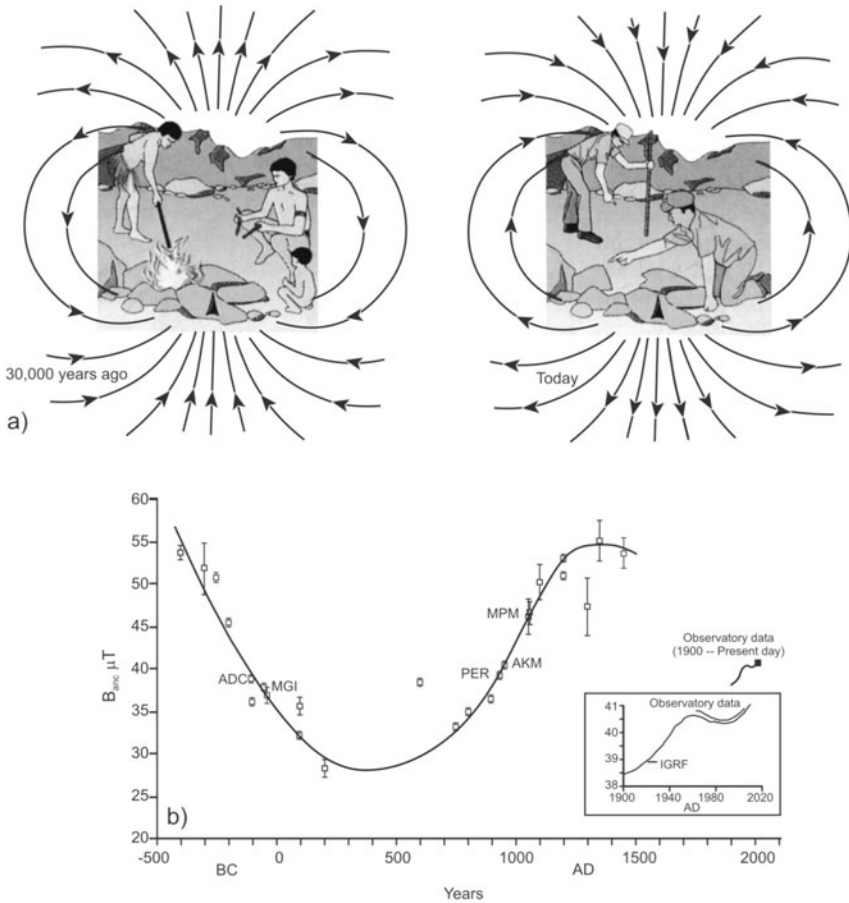 30,000 years ago
Today
a)
60
55
50
45
40
35
30
25
20
B anc μT
ADC
MGI
PER
AKM
MPM
Observatory data
(1900 -- Present day)
Observatory data
41
40
39
38
IGRF
1900
1940
1980
2020
AD
b)
-500
0
500
1000
1500
2000
BC
AD
Years